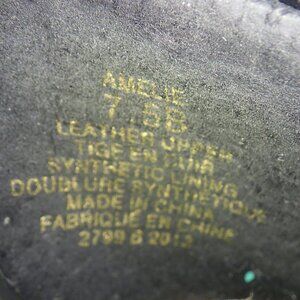 AMELIE
7.5B
LEATHER UPPER
TIGE EN CUIR
SYNTHETIC LINING
DOUBLURE SYNTHETIQUE
MADE IN CHINA
FABRIQUE EN CHINE
2799 6 2013